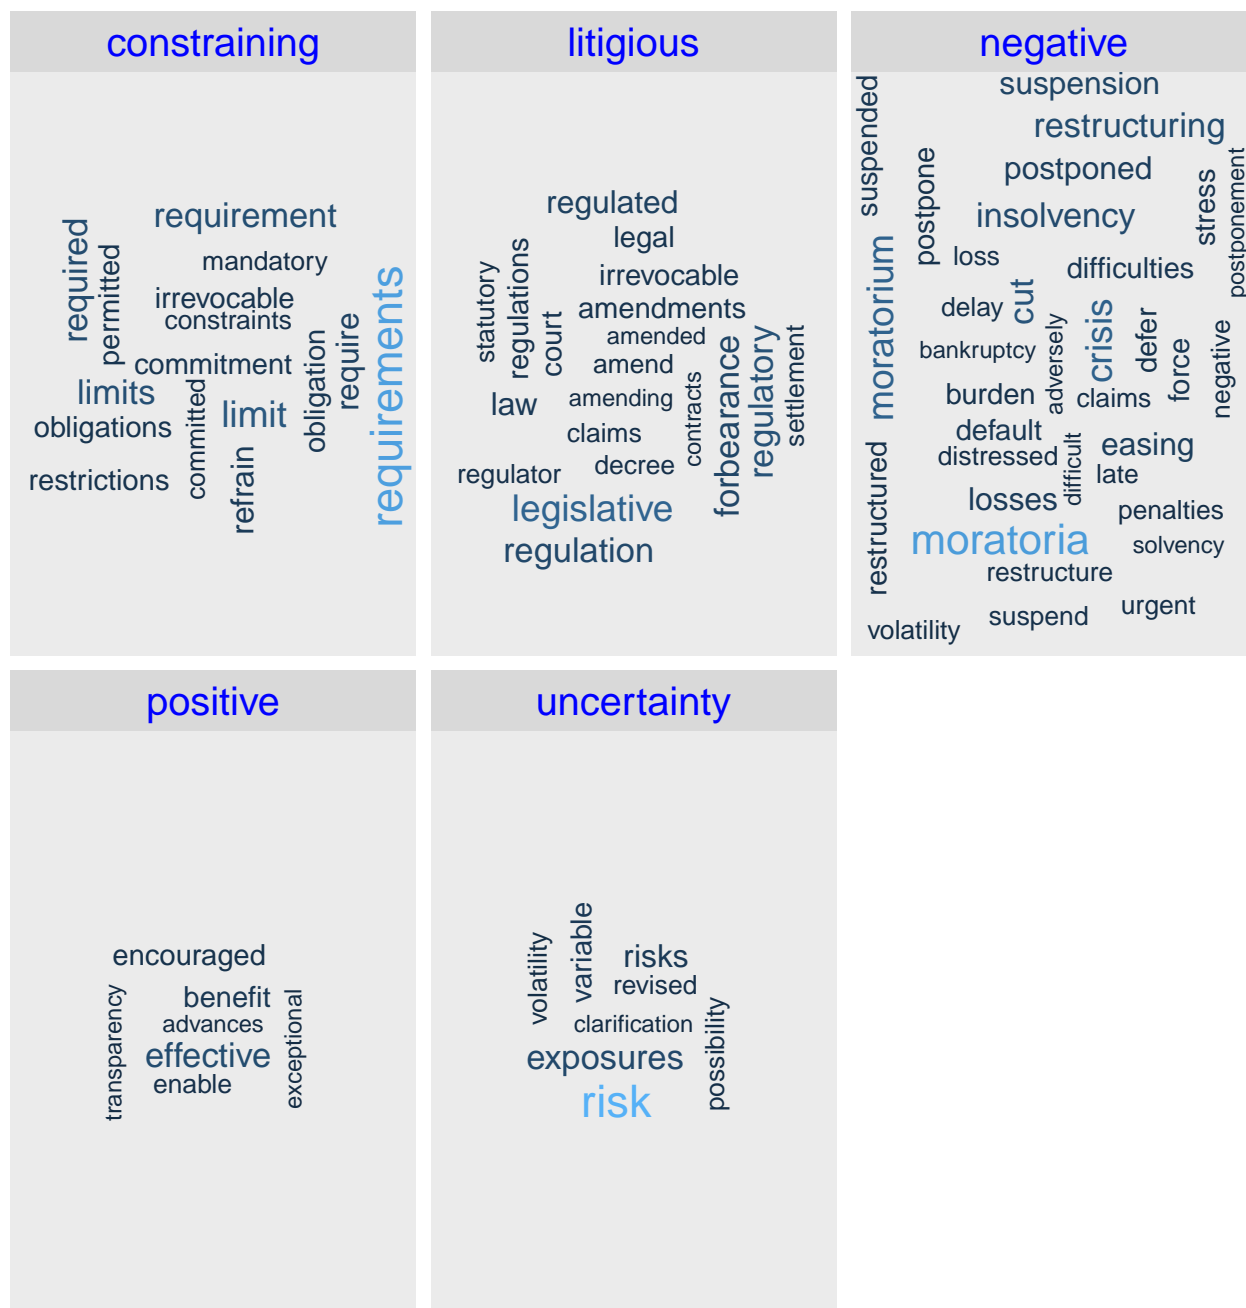 constraining
requirement
required
permitted
mandatory
irrevocable
constraints
requirements
require
obligation
commitment
limits
limit
committed
obligations
restrictions
refrain
litigious
regulated
legal
regulations
statutory
court
irrevocable
amendments
amended
amend
regulatory
forbearance
settlement
law
amending
contracts
claims
decree
regulator
legislative
regulation
negative
suspension
suspended
restructuring
postponed
postpone
postponement
stress
insolvency
moratorium
loss
difficulties
cut
delay
crisis
defer
force
negative
bankruptcy
adversely
burden
claims
default
distressed
difficult
easing
late
restructured
losses
penalties
moratoria
solvency
restructure
urgent
suspend
volatility
positive
encouraged
transparency
benefit
exceptional
advances
effective
enable
uncertainty
variable
volatility
risks
revised
clarification
possibility
exposures
risk